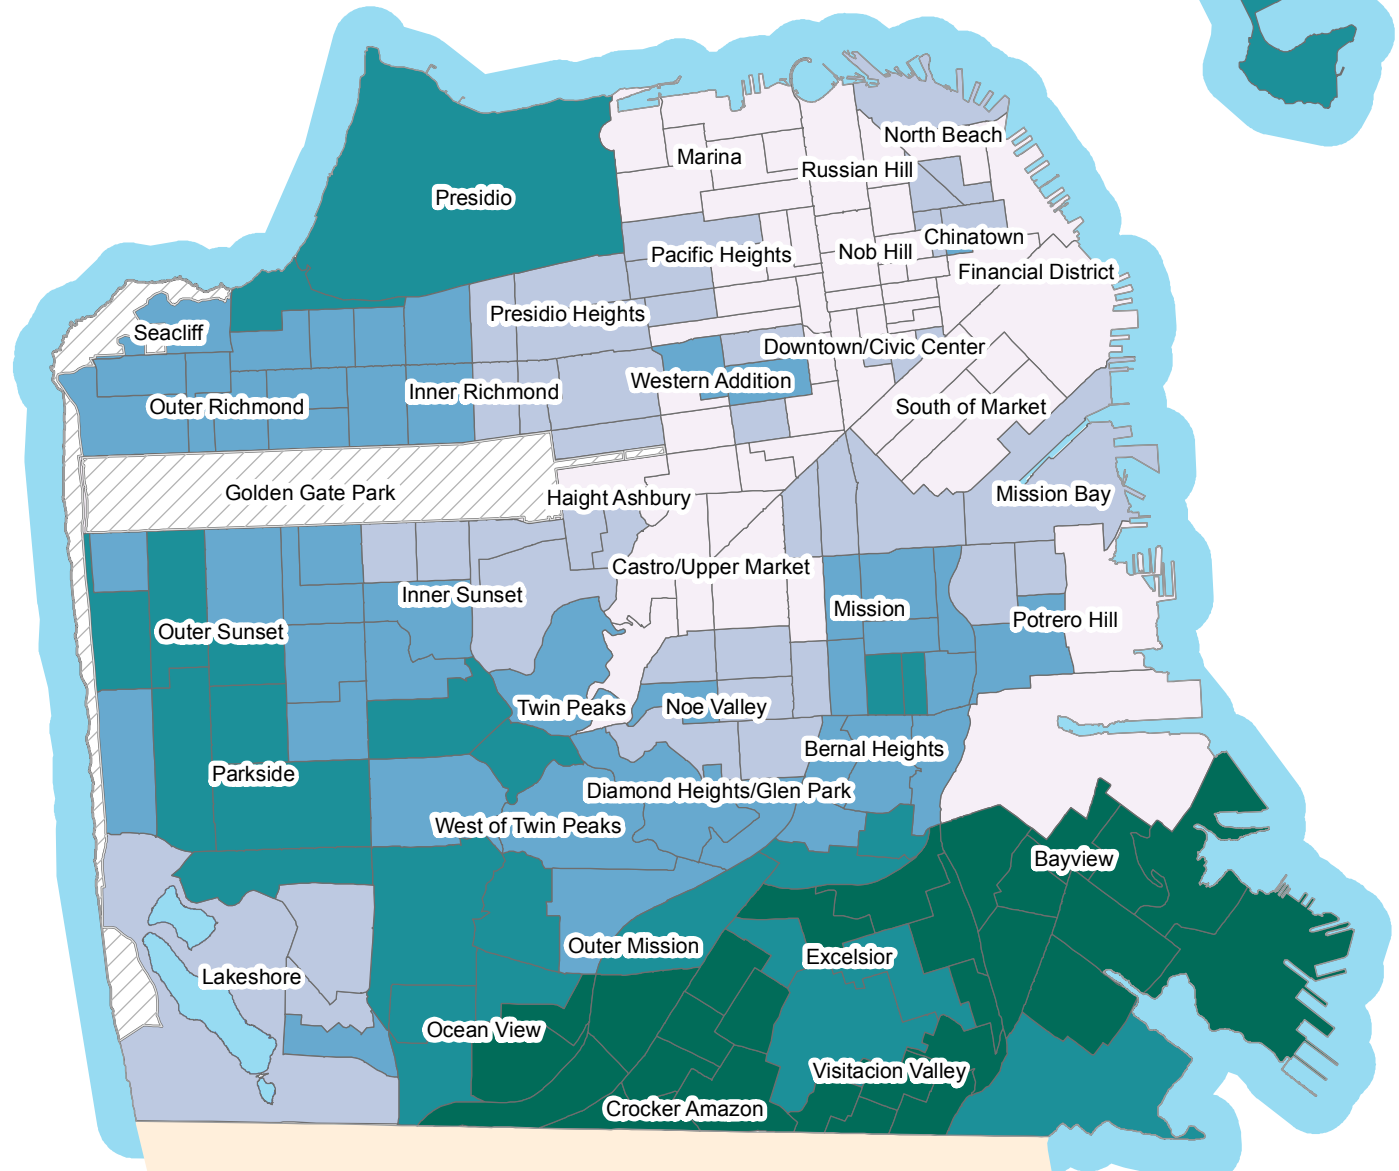 North Beach
Marina
Russian Hill
Presidio
Chinatown
Pacific Heights
Nob Hill
Financial District
Presidio Heights
Seacliff
Downtown/Civic Center
Western Addition
Inner Richmond
Outer Richmond
South of Market
Golden Gate Park
Haight Ashbury
Mission Bay
Castro/Upper Market
Inner Sunset
Mission
Potrero Hill
Outer Sunset
Twin Peaks
Noe Valley
Bernal Heights
Parkside
Diamond Heights/Glen Park
West of Twin Peaks
Bayview
Outer Mission
Excelsior
Lakeshore
Ocean View
Visitacion Valley
Crocker Amazon